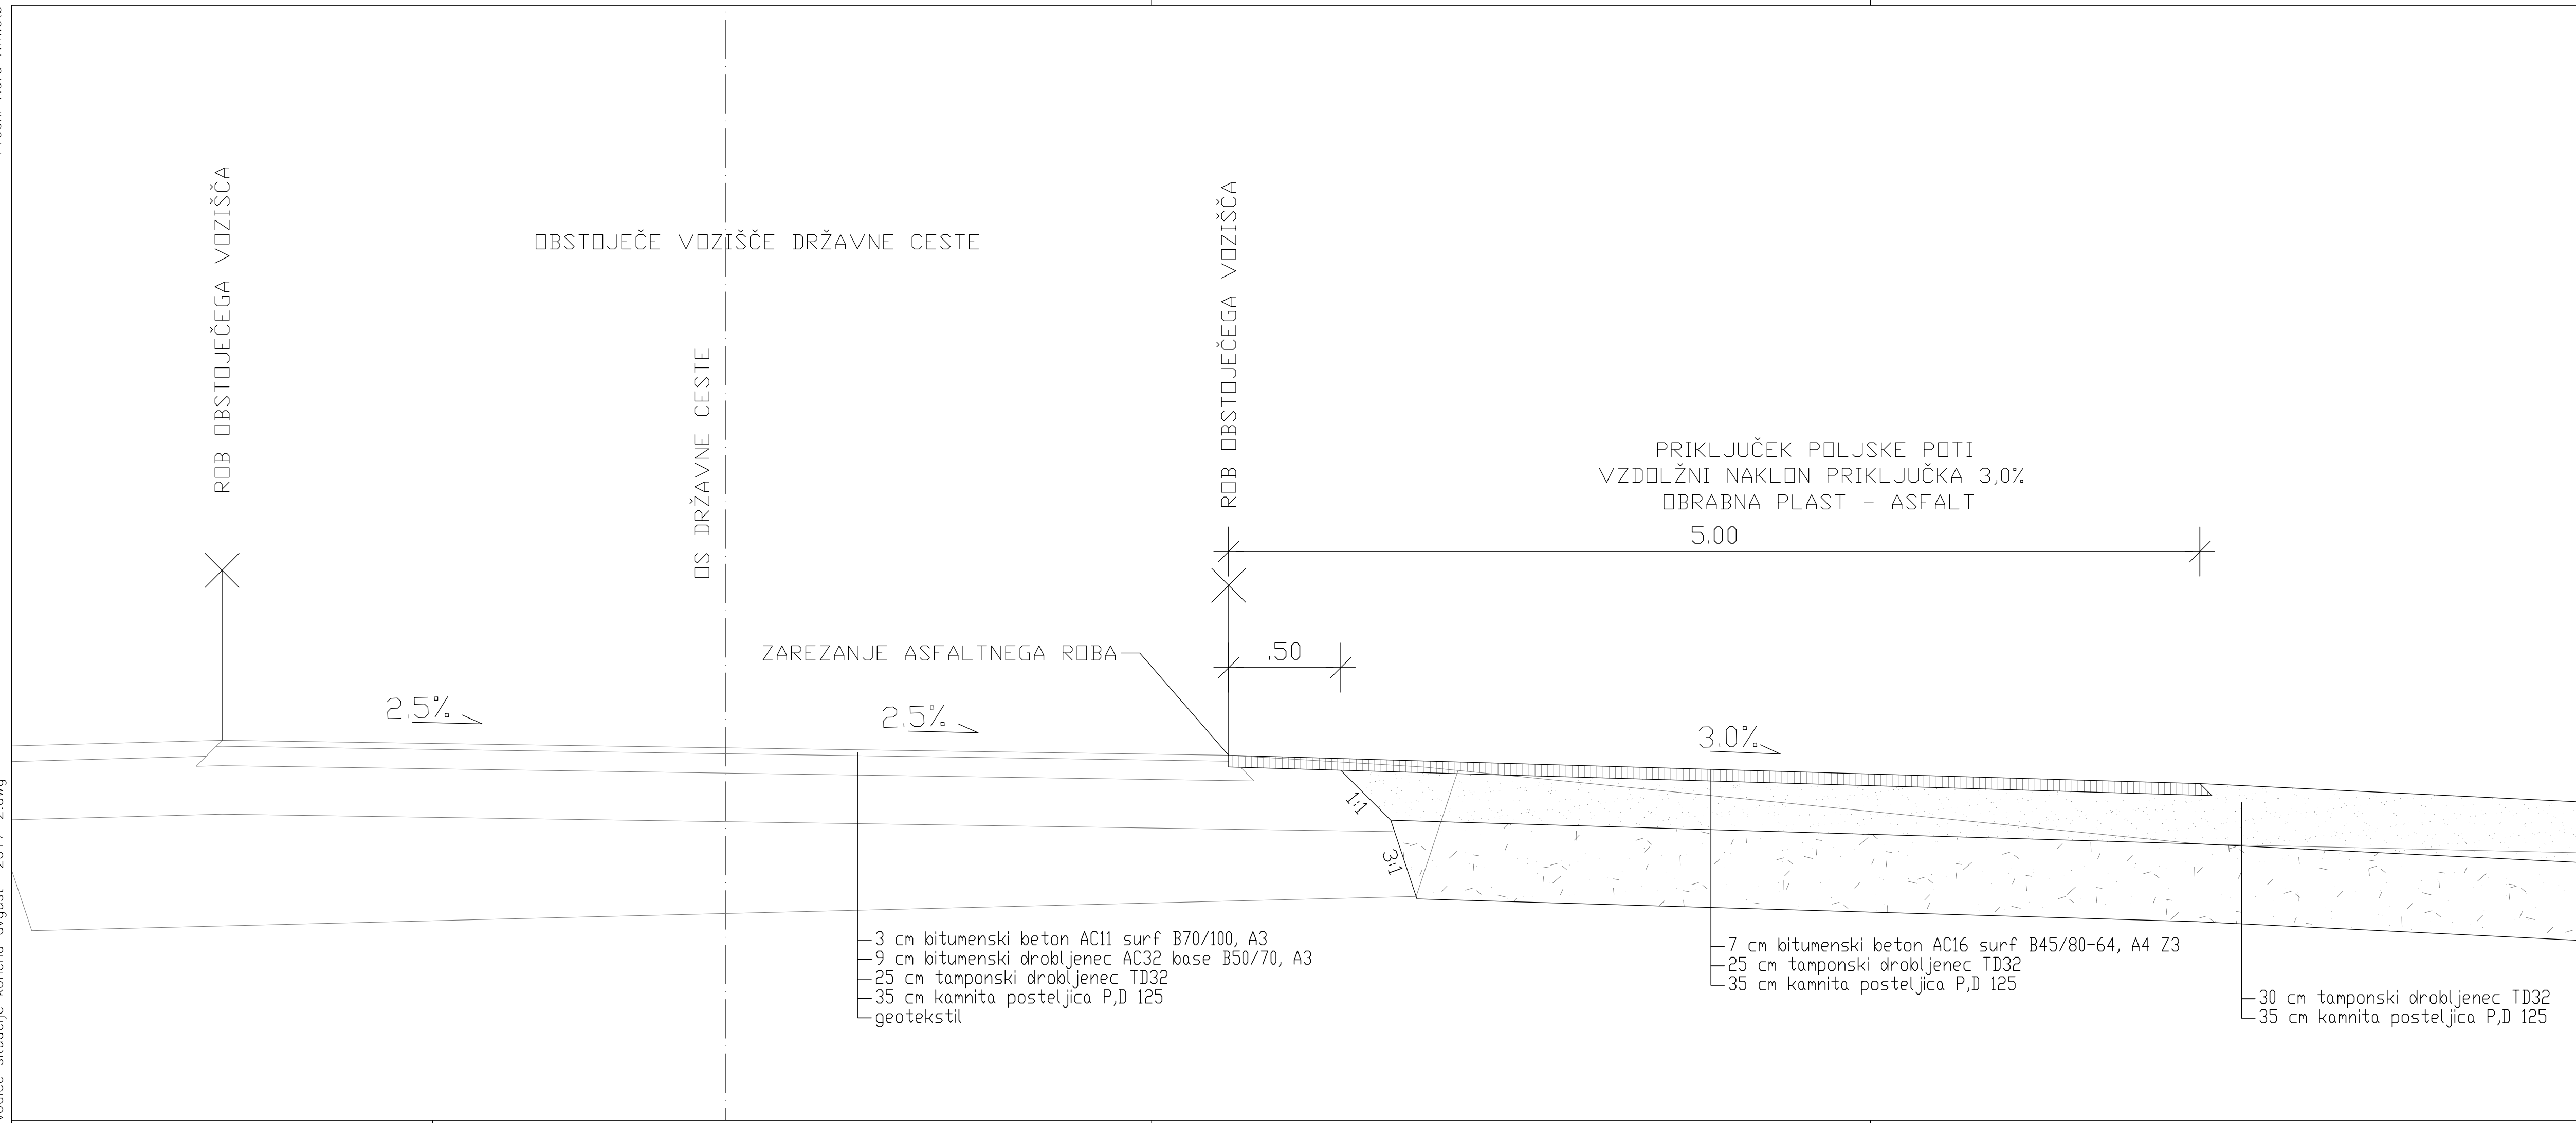 ROB OBSTOJEČEGA VOZIŠČA
OBSTOJEČE VOZIŠČE DRŽAVNE CESTE
OS DRŽAVNE CESTE
ROB OBSTOJEČEGA VOZIŠČA
PRIKLJUČEK POLJSKE POTI
VZDOLŽNI NAKLON PRIKLJUČKA 3,0%
OBRABNA PLAST - ASFALT
5.00
ZAREZANJE ASFALTNEGA ROBA
.50
2.5%
2.5%
3.0%
1:1
3:1
3 cm bitumenski beton AC11 surf B70/100, A3
9 cm bitumenski drobljenec AC32 base B50/70, A3
25 cm tamponski drobljenec TD32
35 cm kamnita posteljica P,D 125
geotekstil
7 cm bitumenski beton AC16 surf B45/80-64, A4 Z3
25 cm tamponski drobljenec TD32
35 cm kamnita posteljica P,D 125
30 cm tamponski drobljenec TD32
35 cm kamnita posteljica P,D 125